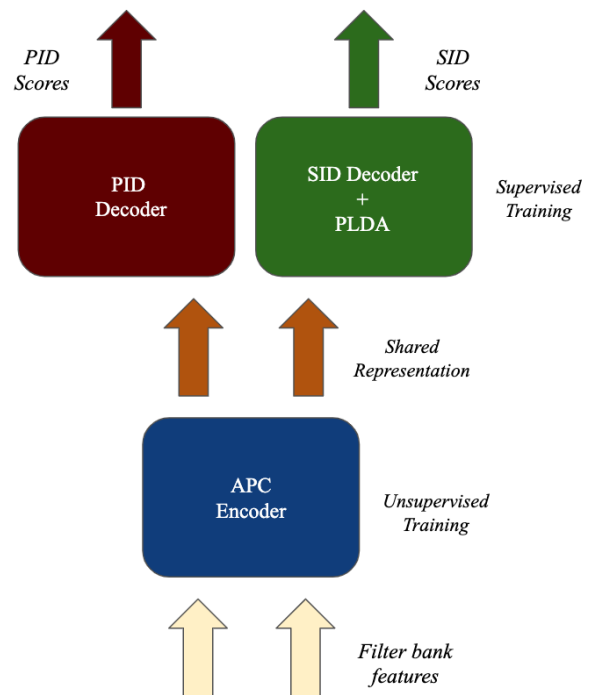 PID
Scores
SID
Scores
PID
Decoder
SID Decoder
+
PLDA
Supervised
Training
Shared
Representation
APC
Encoder
Unsupervised
Training
Filter bank
features